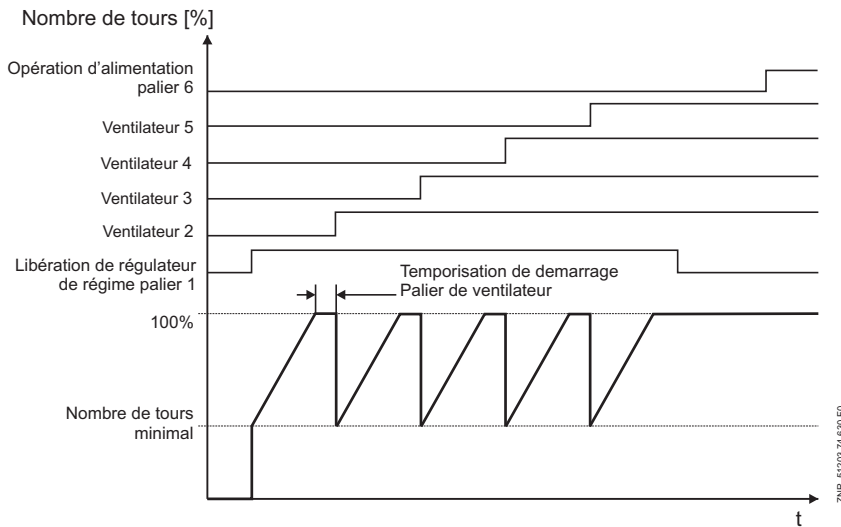 Nombre de tours [%]
Opération d'alimentation
palier 6
Ventilateur 5
Ventilateur 4
Ventilateur 3
Ventilateur 2
Libération de régulateur
de régime palier 1
Temporisation de demarrage
Palier de ventilateur
100%
Nombre de tours
minimal
t